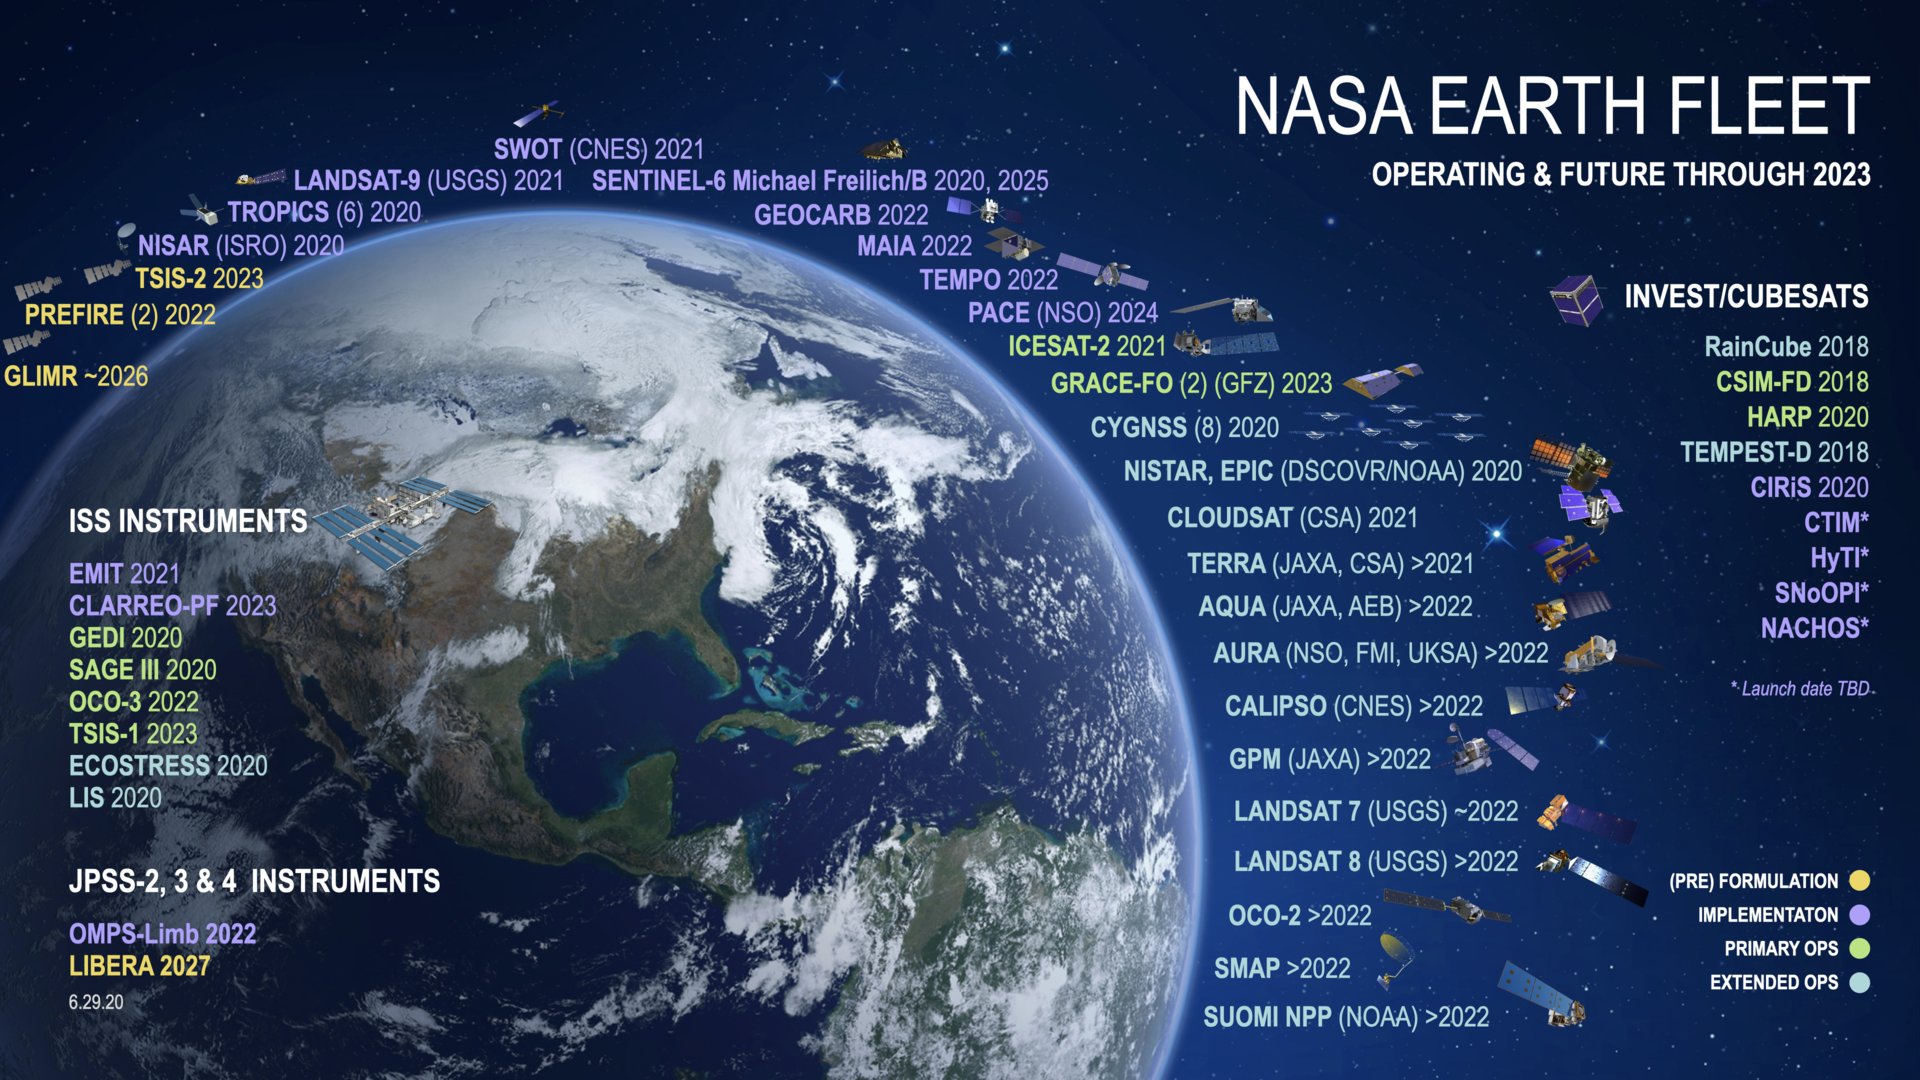 NASA EARTH FLEET
OPERATING & FUTURE THROUGH 2023
SWOT (CNES) 2021
LANDSAT-9 (USGS) 2021
SENTINEL-6 Michael Freilich/B 2020, 2025
TROPICS (6) 2020
GEOCARB 2022
NISAR (ISRO) 2020
MAIA 2022
TSIS-2 2023
TEMPO 2022
PREFIRE (2) 2022
PACE (NSO) 2024
GLIMR ~2026
ICESAT-2 2021
GRACE-FO (2) (GFZ) 2023
CYGNSS (8) 2020
NISTAR, EPIC (DSCOVR/NOAA) 2020
CLOUDSAT (CSA) 2021
TERRA (JAXA, CSA) >2021
AQUA (JAXA, AEB) >2022
AURA (NSO, FMI, UKSA) >2022
CALIPSO (CNES) >2022
GPM (JAXA) >2022
LANDSAT 7 (USGS) ~2022
LANDSAT 8 (USGS) >2022
OCO-2 >2022
SMAP >2022
SUOMI NPP (NOAA) >2022
INVEST/CUBESATS
RainCube 2018
CSIM-FD 2018
HARP 2020
TEMPEST-D 2018
CIRiS 2020
CTIM*
HyTI*
SNoOPI*
NACHOS*
* Launch date TBD
ISS INSTRUMENTS
EMIT 2021
CLARREO-PF 2023
GEDI 2020
SAGE III 2020
OCO-3 2022
TSIS-1 2023
ECOSTRESS 2020
LIS 2020
JPSS-2, 3 & 4 INSTRUMENTS
OMPS-Limb 2022
LIBERA 2027
6.29.20
(PRE) FORMULATION
IMPLEMENTATON
PRIMARY OPS
EXTENDED OPS